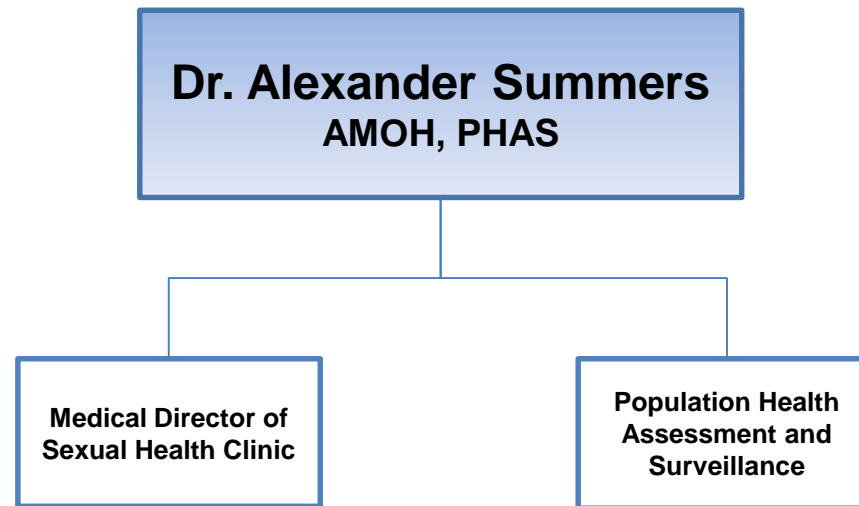 Dr. Alexander Summers
AMOH, PHAS
Medical Director of
Sexual Health Clinic
Population Health
Assessment and
Surveillance